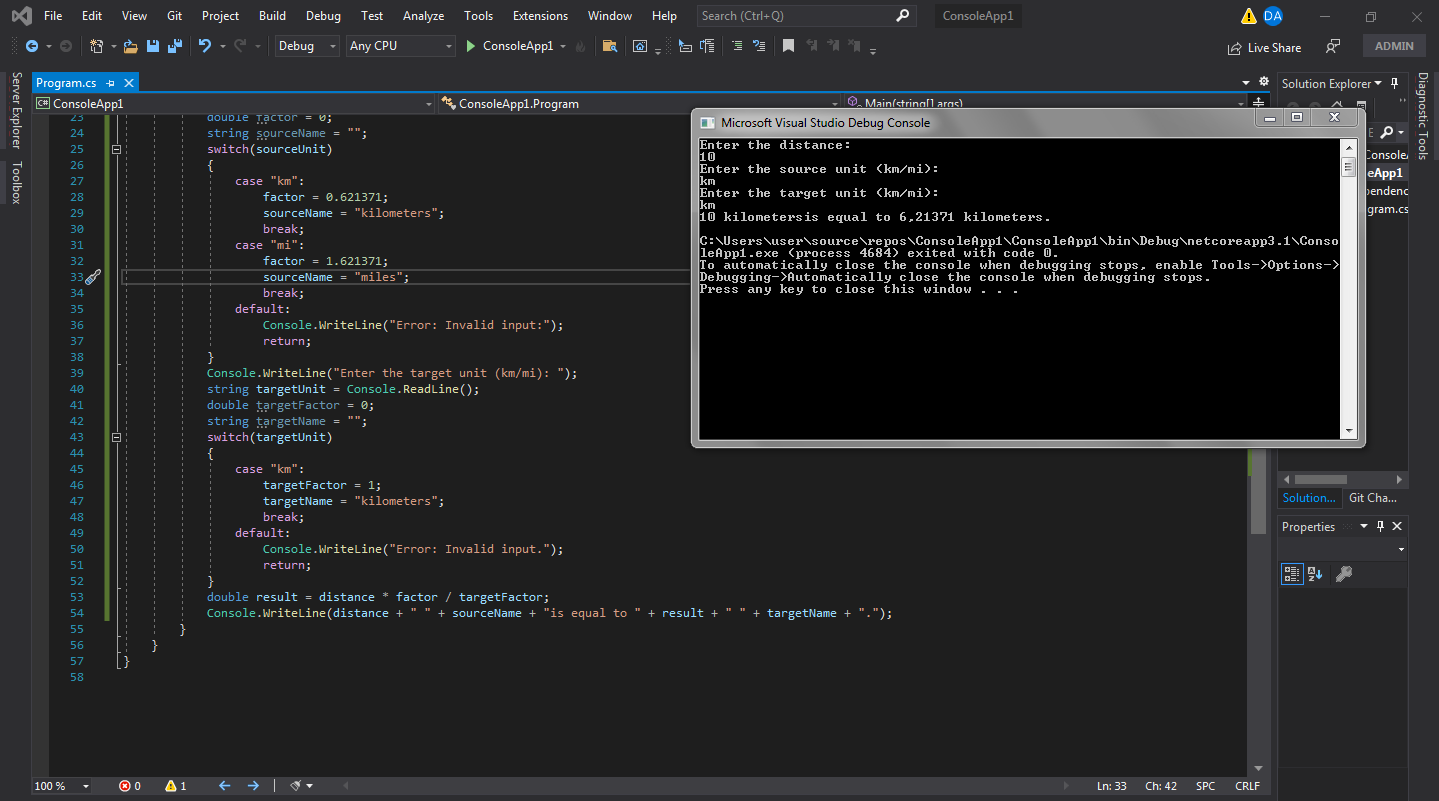 File Edit View Git Project Build Debug Test Analyze Tools Extensions Window Help Search (Ctrl+Q) ConsoleApp1 DA
Debug Any CPU ConsoleApp1 Live Share ADMIN
Server Explorer
Toolbox
Program.cs
C# ConsoleApp1 ConsoleApp1.Program Main(string[] args)
23 double factor = 0;
24 string sourceName = "";
25 switch(sourceUnit)
26 {
27 case "km":
28 factor = 0.621371;
29 sourceName = "kilometers";
30 break;
31 case "mi":
32 factor = 1.621371;
33 sourceName = "miles";
34 break;
35 default:
36 Console.WriteLine("Error: Invalid input:");
37 return;
38 }
39 Console.WriteLine("Enter the target unit (km/mi): ");
40 string targetUnit = Console.ReadLine();
41 double targetFactor = 0;
42 string targetName = "";
43 switch(targetUnit)
44 {
45 case "km":
46 targetFactor = 1;
47 targetName = "kilometers";
48 break;
49 default:
50 Console.WriteLine("Error: Invalid input.");
51 return;
52 }
53 double result = distance * factor / targetFactor;
54 Console.WriteLine(distance + " " + sourceName + "is equal to " + result + " " + targetName + ".");
55 }
56 }
57 }
58
Microsoft Visual Studio Debug Console
Enter the distance:
10
Enter the source unit (km/mi):
km
Enter the target unit (km/mi):
km
10 kilometersis equal to 6,21371 kilometers.
C:\Users\user\source\repos\ConsoleApp1\ConsoleApp1\bin\Debug\netcoreapp3.1\Conso
leApp1.exe (process 4684) exited with code 0.
To automatically close the console when debugging stops, enable Tools->Options->
Debugging->Automatically close the console when debugging stops.
Press any key to close this window . . .
Solution Explorer
Diagnostic Tools
E
Consol
eApp1
pendenc
gram.cs
Solution... Git Cha...
Properties
100 % 0 1 Ln: 33 Ch: 42 SPC CRLF